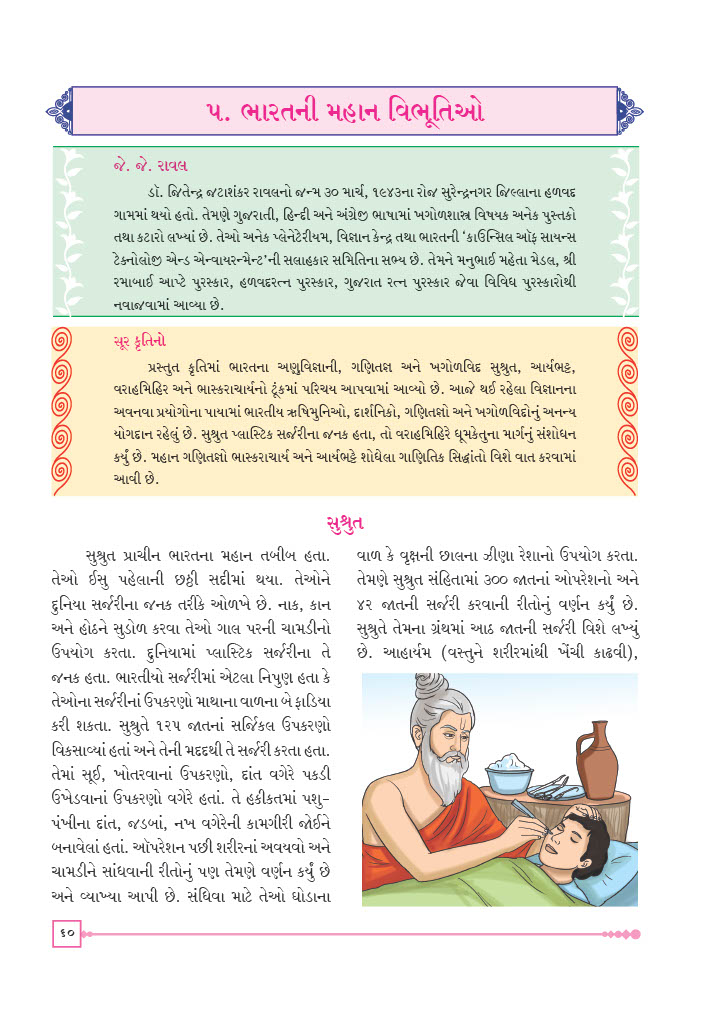 ૫. ભારતની મહાન વિભૂતિઓ
જે. જે. રાવલ
ડૉ. જિતેન્દ્ર જટાશંકર રાવલનો જન્મ ૩૦ માર્ચ, ૧૯૪૩ના રોજ સુરેન્દ્રનગર જિલ્લાના હળવદ
ગામમાં થયો હતો. તેમણે ગુજરાતી, હિન્દી અને અંગ્રેજી ભાષામાં ખગોળશાસ્ત્ર વિષયક અનેક પુસ્તકો
તથા કટારો લખ્યાં છે. તેઓ અનેક પ્લેનેટેરીયમ, વિજ્ઞાન કેન્દ્ર તથા ભારતની ‘કાઉન્સિલ ઑફ સાયન્સ
ટેક્નોલોજી એન્ડ એન્વાયરન્મેન્ટ’ની સલાહકાર સમિતિના સભ્ય છે. તેમને મનુભાઈ મહેતા મેડલ, શ્રી
રમાબાઈ આપ્ટે પુરસ્કાર, હળવદરત્ન પુરસ્કાર, ગુજરાત રત્ન પુરસ્કાર જેવા વિવિધ પુરસ્કારોથી
નવાજવામાં આવ્યા છે.
સૂર કૃતિનો
પ્રસ્તુત કૃતિમાં ભારતના અણુવિજ્ઞાની, ગણિતજ્ઞ અને ખગોળવિદ સુશ્રુત, આર્યભટ્ટ,
વરાહમિહિર અને ભાસ્કરાચાર્યનો ટૂંકમાં પરિચય આપવામાં આવ્યો છે. આજે થઈ રહેલા વિજ્ઞાનના
અવનવા પ્રયોગોના પાયામાં ભારતીય ઋષિમુનિઓ, દાર્શનિકો, ગણિતજ્ઞો અને ખગોળવિદોનું અનન્ય
યોગદાન રહેલું છે. સુશ્રુત પ્લાસ્ટિક સર્જરીના જનક હતા, તો વરાહમિહિરે ધૂમકેતુના માર્ગનું સંશોધન
કર્યું છે. મહાન ગણિતજ્ઞો ભાસ્કરાચાર્ય અને આર્યભટ્ટે શોધેલા ગાણિતિક સિદ્ધાંતો વિશે વાત કરવામાં
આવી છે.
સુશ્રુત
સુશ્રુત પ્રાચીન ભારતના મહાન તબીબ હતા.
તેઓ ઈસુ પહેલાની છઠ્ઠી સદીમાં થયા. તેઓને
દુનિયા સર્જરીના જનક તરીકે ઓળખે છે. નાક, કાન
અને હોઠને સુડોળ કરવા તેઓ ગાલ પરની ચામડીનો
ઉપયોગ કરતા. દુનિયામાં પ્લાસ્ટિક સર્જરીના તે
જનક હતા. ભારતીયો સર્જરીમાં એટલા નિપુણ હતા કે
તેઓના સર્જરીનાં ઉપકરણો માથાના વાળના બે ફાડિયા
કરી શકતા. સુશ્રુતે ૧૨૫ જાતનાં સર્જિકલ ઉપકરણો
વિકસાવ્યાં હતાં અને તેની મદદથી તે સર્જરી કરતા હતા.
તેમાં સૂઈ, ખોતરવાનાં ઉપકરણો, દાંત વગેરે પકડી
ઉખેડવાનાં ઉપકરણો વગેરે હતાં. તે હકીકતમાં પશુ-
પંખીના દાંત, જડબાં, નખ વગેરેની કામગીરી જોઈને
બનાવેલાં હતાં. ઑપરેશન પછી શરીરનાં અવયવો અને
ચામડીને સાંધવાની રીતોનું પણ તેમણે વર્ણન કર્યું છે
અને વ્યાખ્યા આપી છે. સંધિવા માટે તેઓ ઘોડાના
વાળ કે વૃક્ષની છાલના ઝીણા રેશાનો ઉપયોગ કરતા.
તેમણે સુશ્રુત સંહિતામાં ૩૦૦ જાતનાં ઓપરેશનો અને
૪૨ જાતની સર્જરી કરવાની રીતોનું વર્ણન કર્યું છે.
સુશ્રુતે તેમના ગ્રંથમાં આઠ જાતની સર્જરી વિશે લખ્યું
છે. આહાર્યમ (વસ્તુને શરીરમાંથી ખેંચી કાઢવી),
૬૦